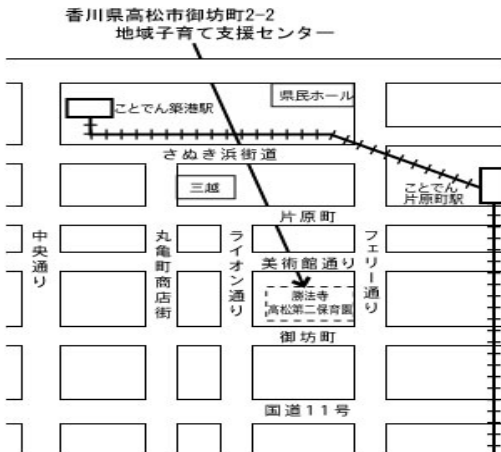 香川県高松市御坊町2-2
地域子育て支援センター
県民ホール
ことでん築港駅
さぬき浜街道
三越
ことでん
片原町駅
片原町
中央通り
丸亀町商店街
ライオン通り
美術館通り
フェリー通り
勝法寺
高松第二保育園
御坊町
国道11号